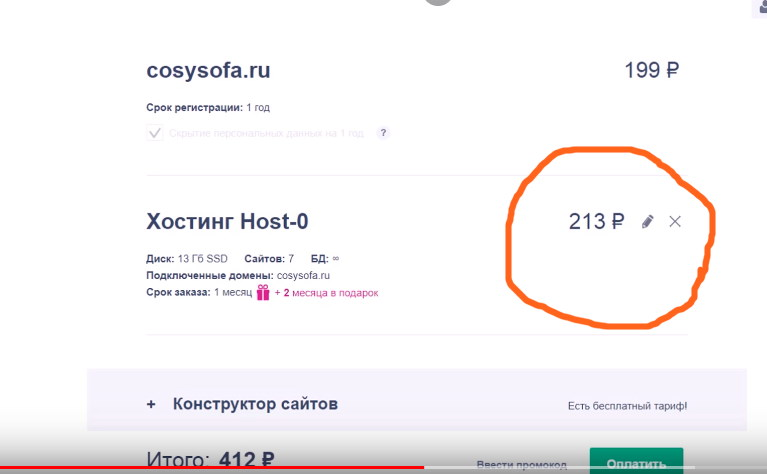 cosysofa.ru 199 ₽
Срок регистрации: 1 год
Скрытие персональных данных на 1 год ?
Хостинг Host-0 213 ₽
Диск: 13 Гб SSD Сайтов: 7 БД: ∞
Подключенные домены: cosysofa.ru
Срок заказа: 1 месяц + 2 месяца в подарок
+ Конструктор сайтов Есть бесплатный тариф!
Итого: 412 ₽ Ввести промокод Оплатить